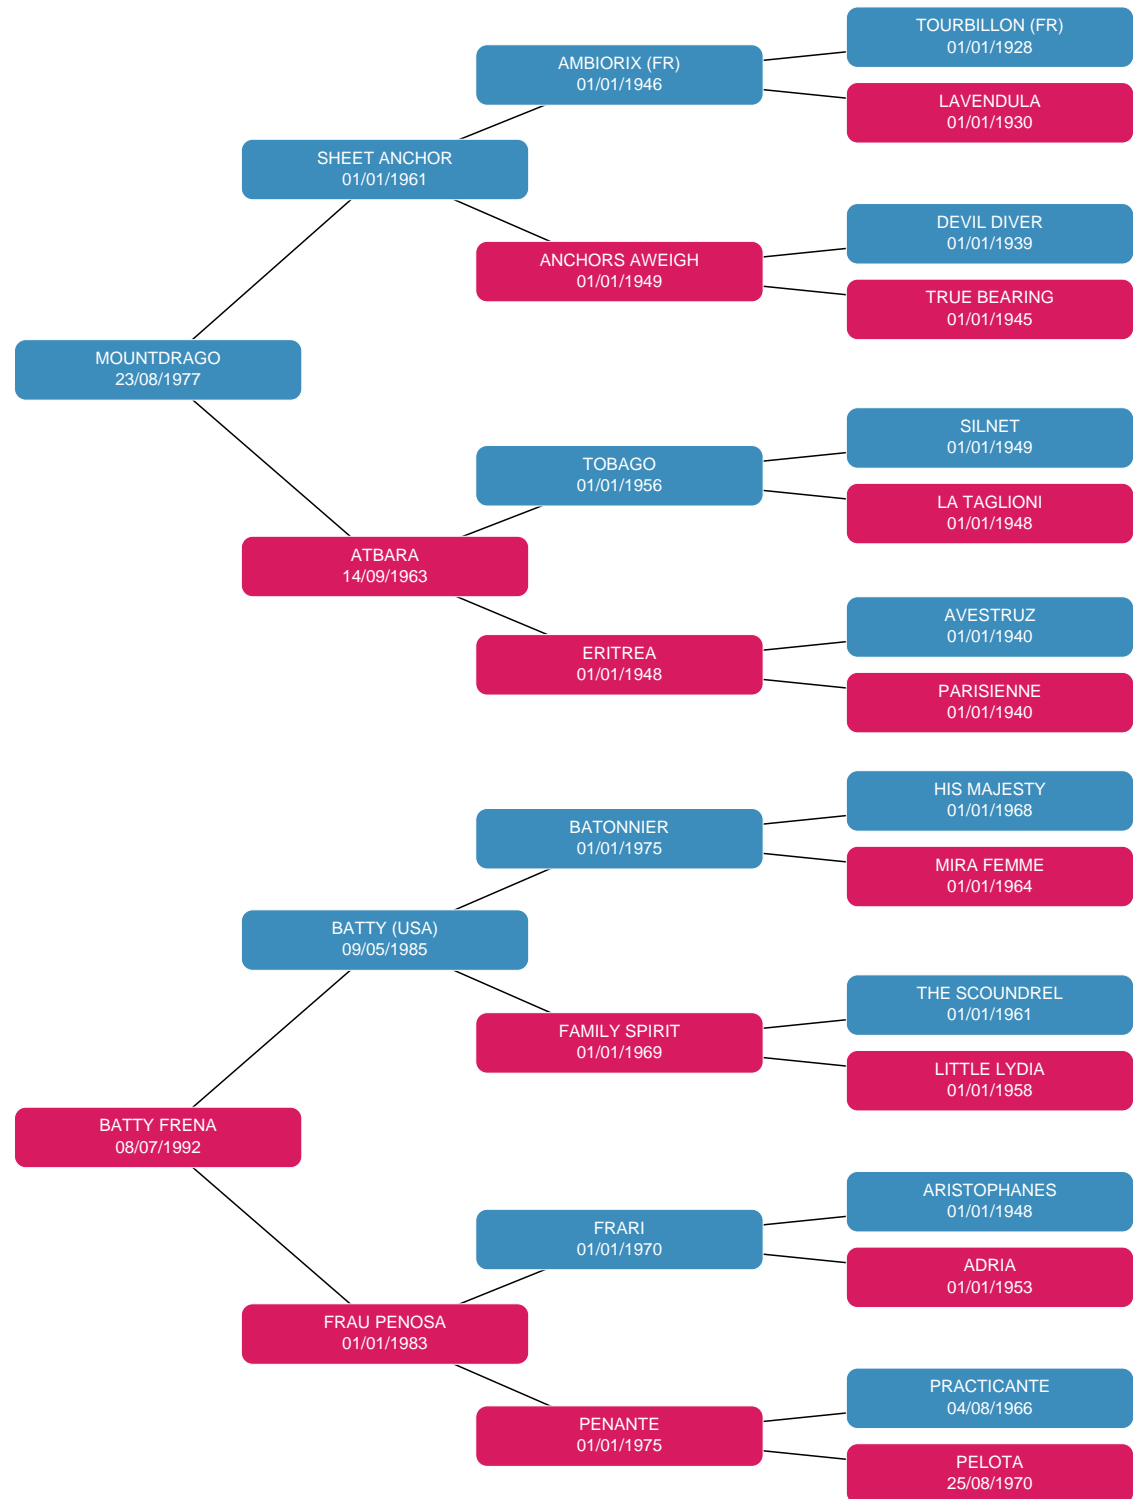 TOURBILLON (FR)
01/01/1928
AMBIORIX (FR)
01/01/1946
LAVENDULA
01/01/1930
SHEET ANCHOR
01/01/1961
DEVIL DIVER
01/01/1939
ANCHORS AWEIGH
01/01/1949
TRUE BEARING
01/01/1945
MOUNTDRAGO
23/08/1977
SILNET
01/01/1949
TOBAGO
01/01/1956
LA TAGLIONI
01/01/1948
ATBARA
14/09/1963
AVESTRUZ
01/01/1940
ERITREA
01/01/1948
PARISIENNE
01/01/1940
HIS MAJESTY
01/01/1968
BATONNIER
01/01/1975
MIRA FEMME
01/01/1964
BATTY (USA)
09/05/1985
THE SCOUNDREL
01/01/1961
FAMILY SPIRIT
01/01/1969
LITTLE LYDIA
01/01/1958
BATTY FRENA
08/07/1992
ARISTOPHANES
01/01/1948
FRARI
01/01/1970
ADRIA
01/01/1953
FRAU PENOSA
01/01/1983
PRACTICANTE
04/08/1966
PENANTE
01/01/1975
PELOTA
25/08/1970